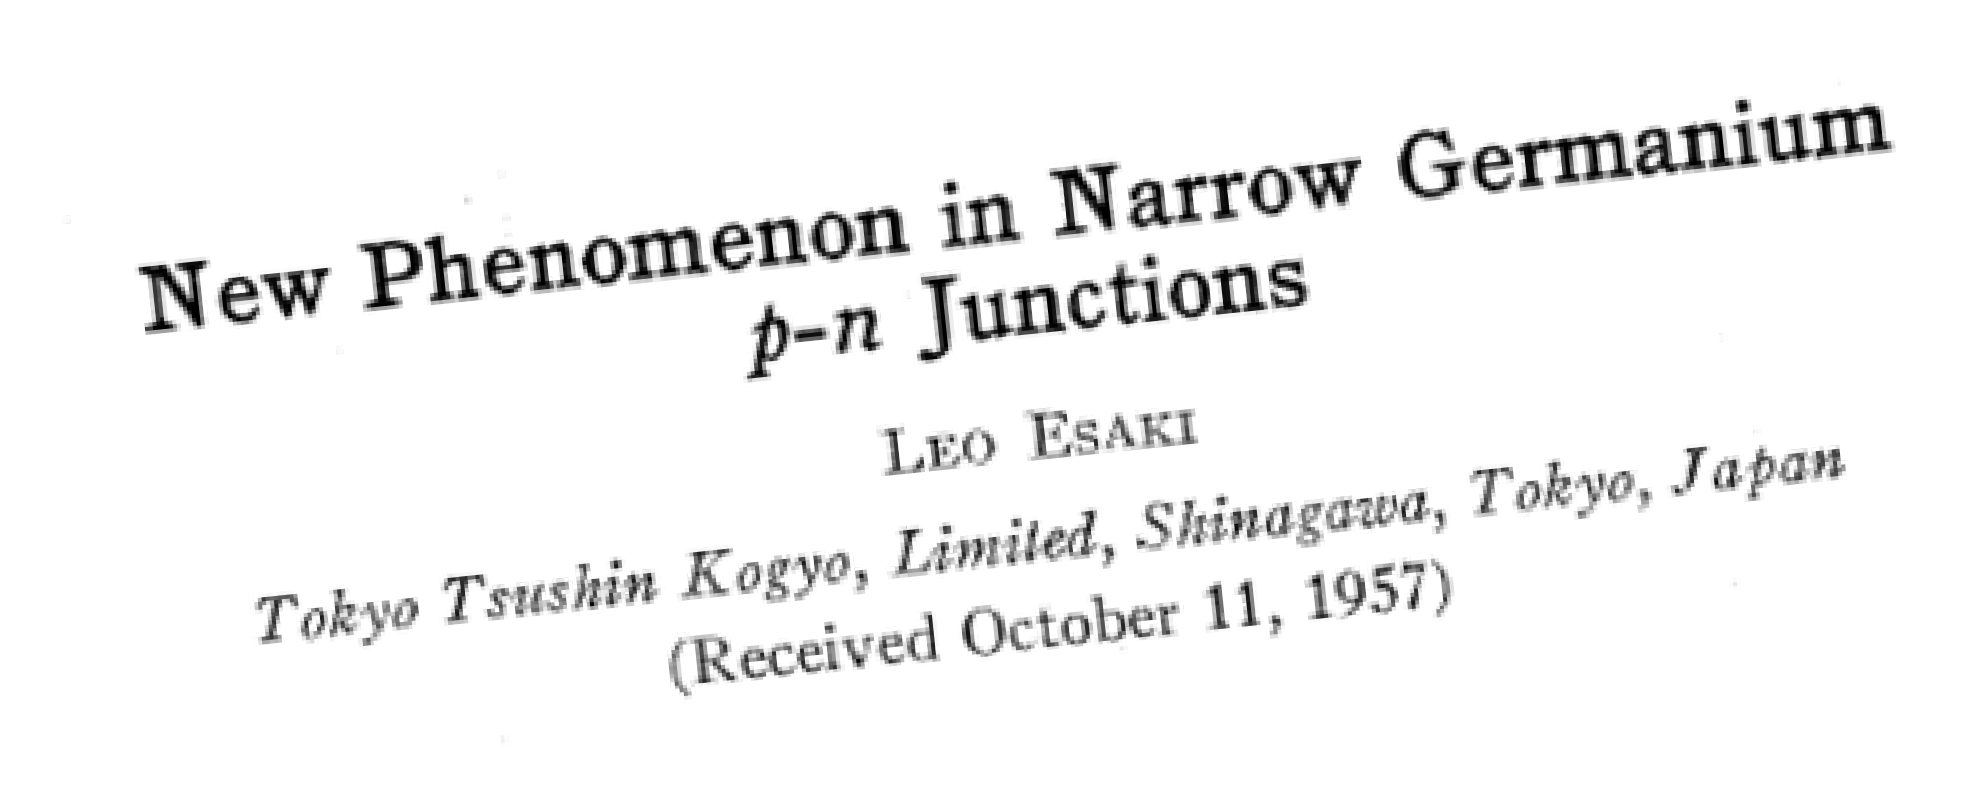 New Phenomenon in Narrow Germanium
p-n Junctions
LEO ESAKI
Tokyo Tsushin Kogyo, Limited, Shinagawa, Tokyo, Japan
(Received October 11, 1957)